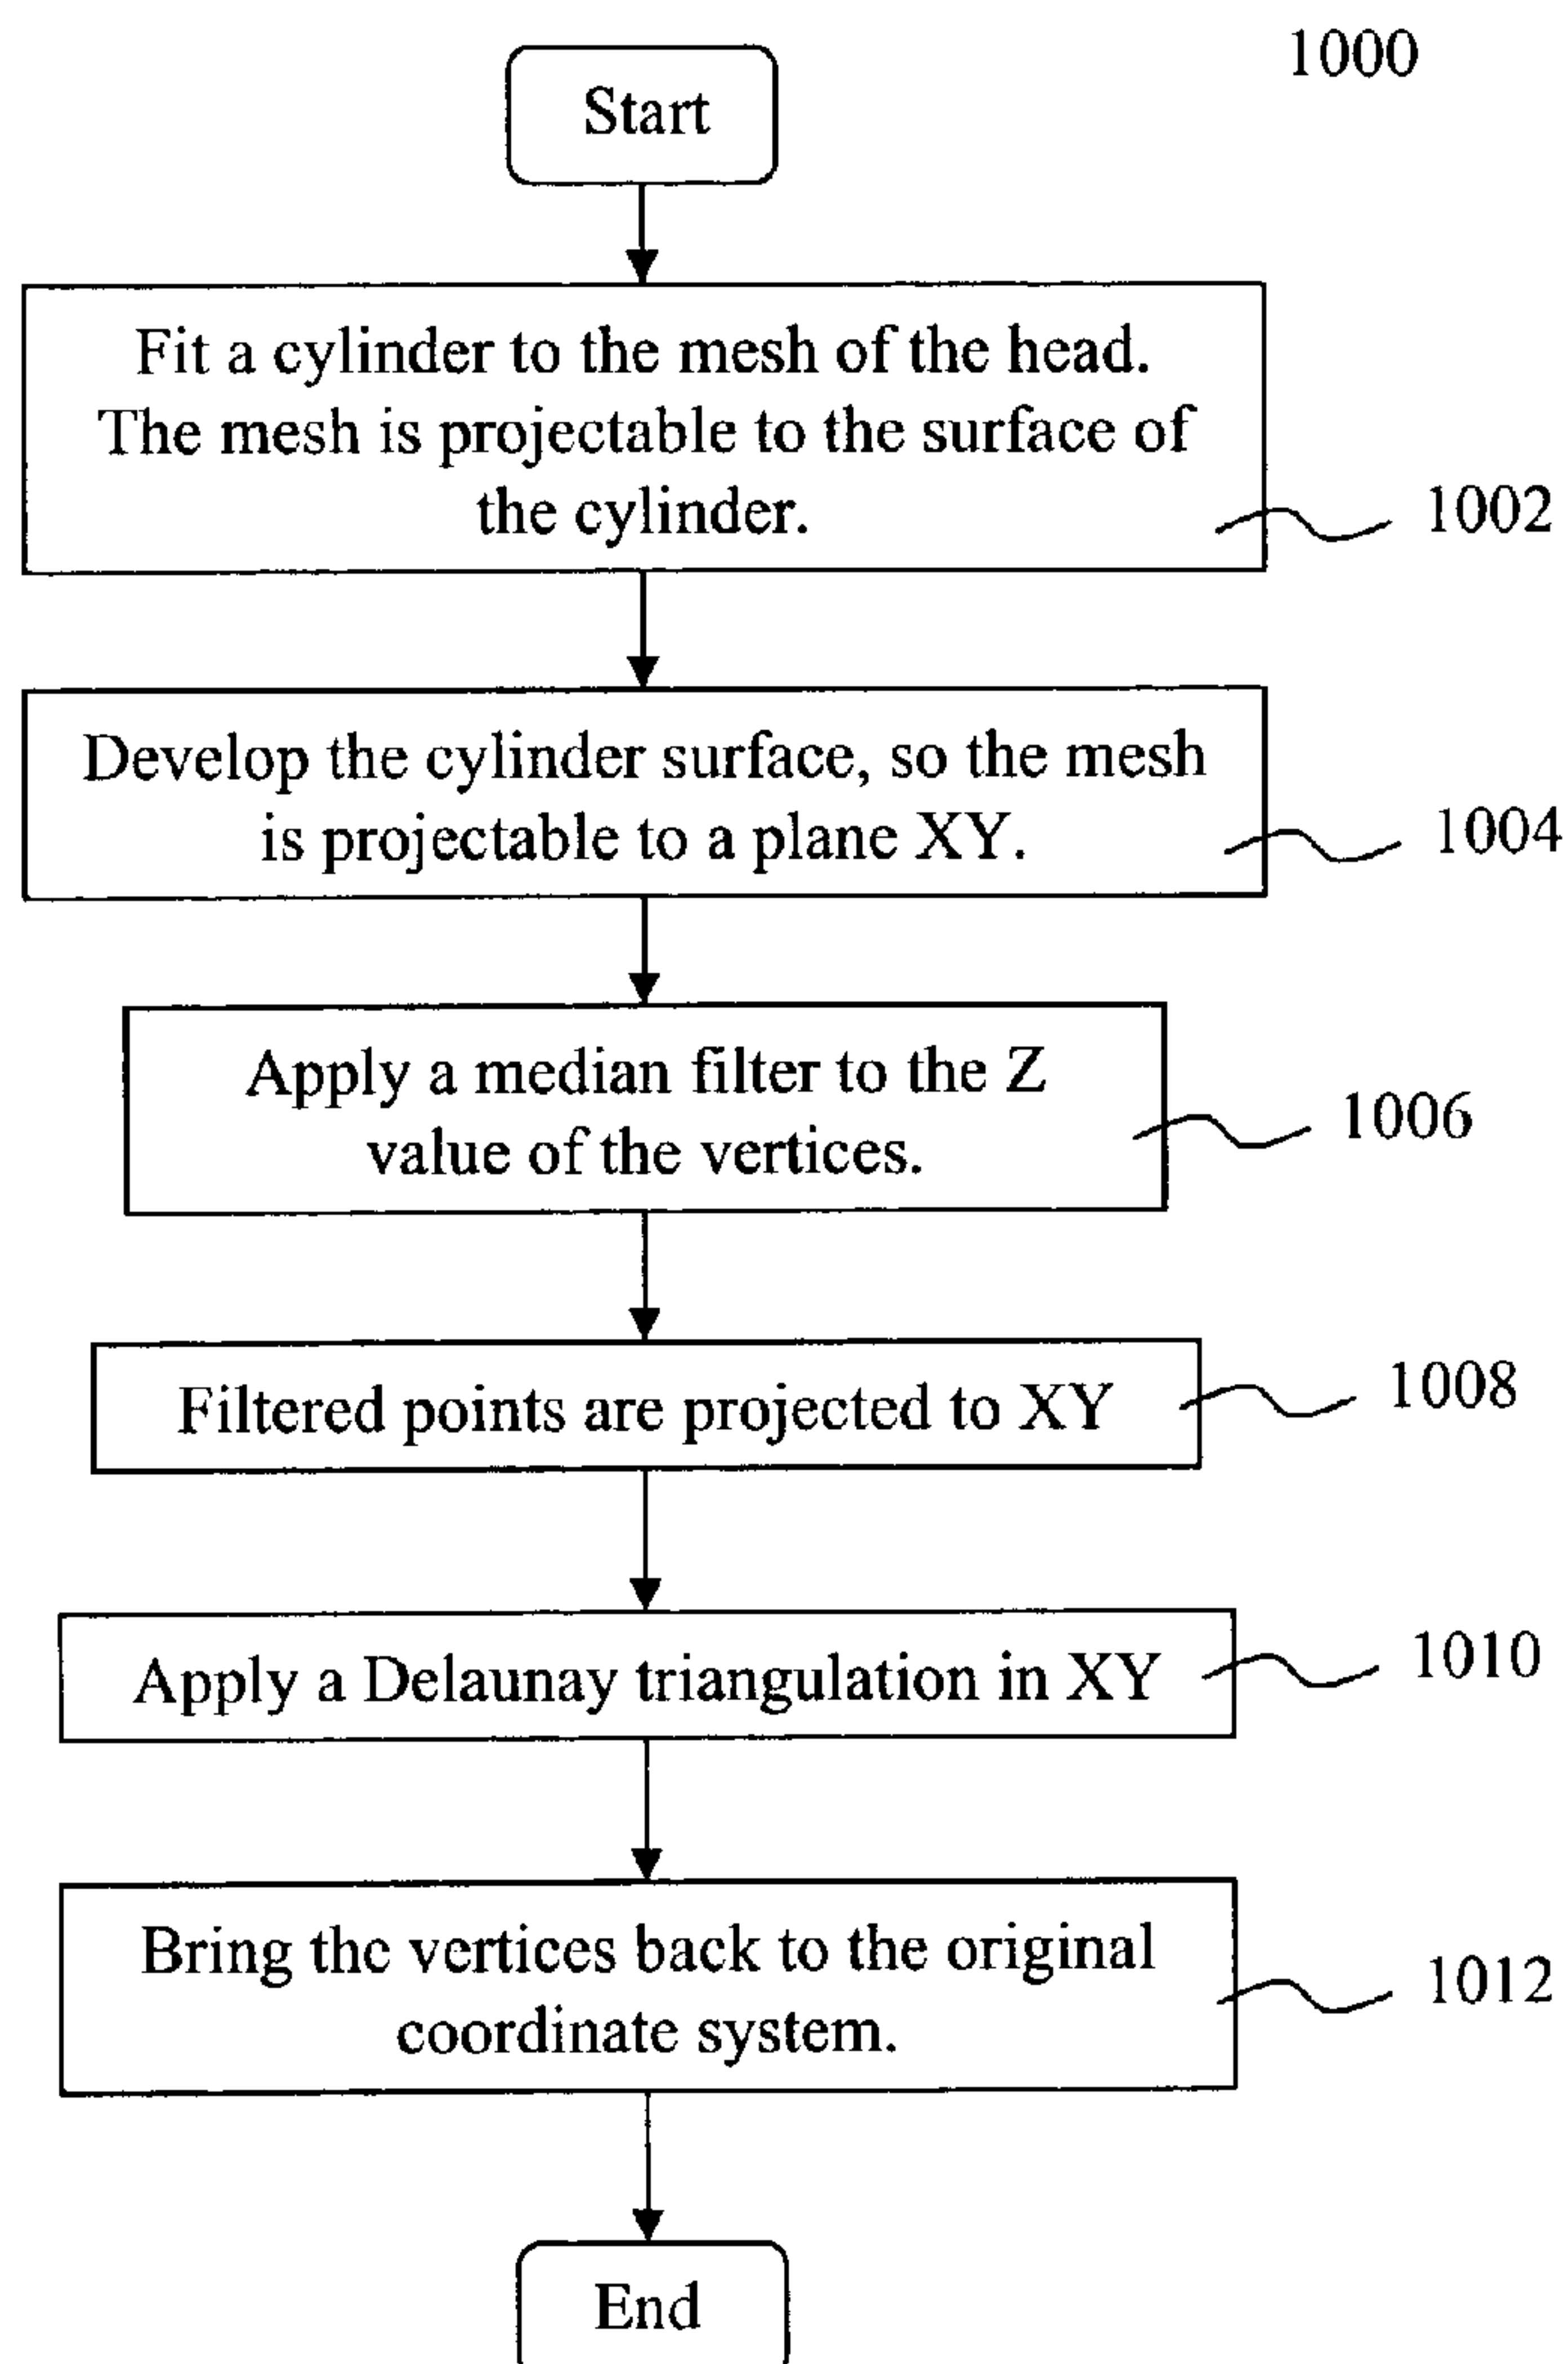 1000
Start
Fit a cylinder to the mesh of the head.
The mesh is projectable to the surface of
the cylinder.
1002
Develop the cylinder surface, so the mesh
is projectable to a plane XY.
1004
Apply a median filter to the Z
value of the vertices.
1006
Filtered points are projected to XY
1008
Apply a Delaunay triangulation in XY
1010
Bring the vertices back to the original
coordinate system.
1012
End